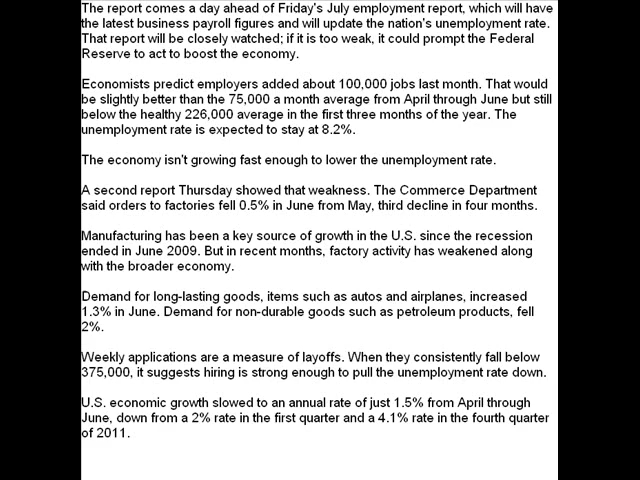 The report comes a day ahead of Friday's July employment report, which will have
the latest business payroll figures and will update the nation's unemployment rate.
That report will be closely watched; if it is too weak, it could prompt the Federal
Reserve to act to boost the economy.
Economists predict employers added about 100,000 jobs last month. That would
be slightly better than the 75,000 a month average from April through June but still
below the healthy 226,000 average in the first three months of the year. The
unemployment rate is expected to stay at 8.2%.
The economy isn't growing fast enough to lower the unemployment rate.
A second report Thursday showed that weakness. The Commerce Department
said orders to factories fell 0.5% in June from May, third decline in four months.
Manufacturing has been a key source of growth in the U.S. since the recession
ended in June 2009. But in recent months, factory activity has weakened along
with the broader economy.
Demand for long-lasting goods, items such as autos and airplanes, increased
1.3% in June. Demand for non-durable goods such as petroleum products, fell
2%.
Weekly applications are a measure of layoffs. When they consistently fall below
375,000, it suggests hiring is strong enough to pull the unemployment rate down.
U.S. economic growth slowed to an annual rate of just 1.5% from April through
June, down from a 2% rate in the first quarter and a 4.1% rate in the fourth quarter
of 2011.